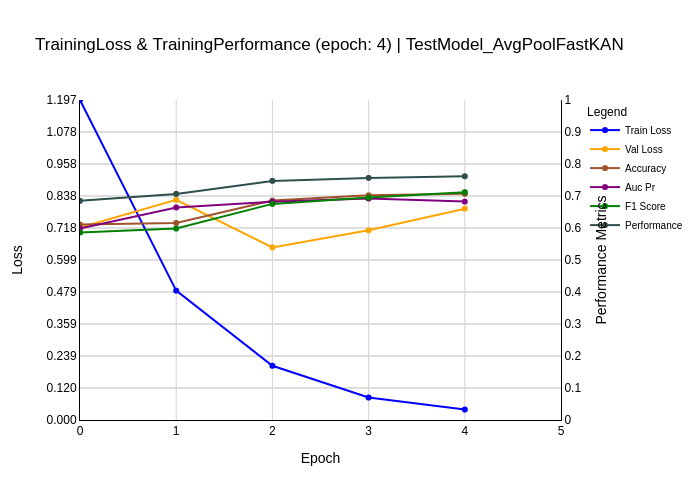 TrainingLoss & TrainingPerformance (epoch: 4) | TestModel_AvgPoolFastKAN
1.197
1.078
0.958
0.838
0.718
0.599
0.479
0.359
0.239
0.120
0.000
Loss
0 1 2 3 4 5
Epoch
1
0.9
0.8
0.7
0.6
0.5
0.4
0.3
0.2
0.1
0
Performance Metrics
Legend
Train Loss
Val Loss
Accuracy
Auc Pr
F1 Score
Performance